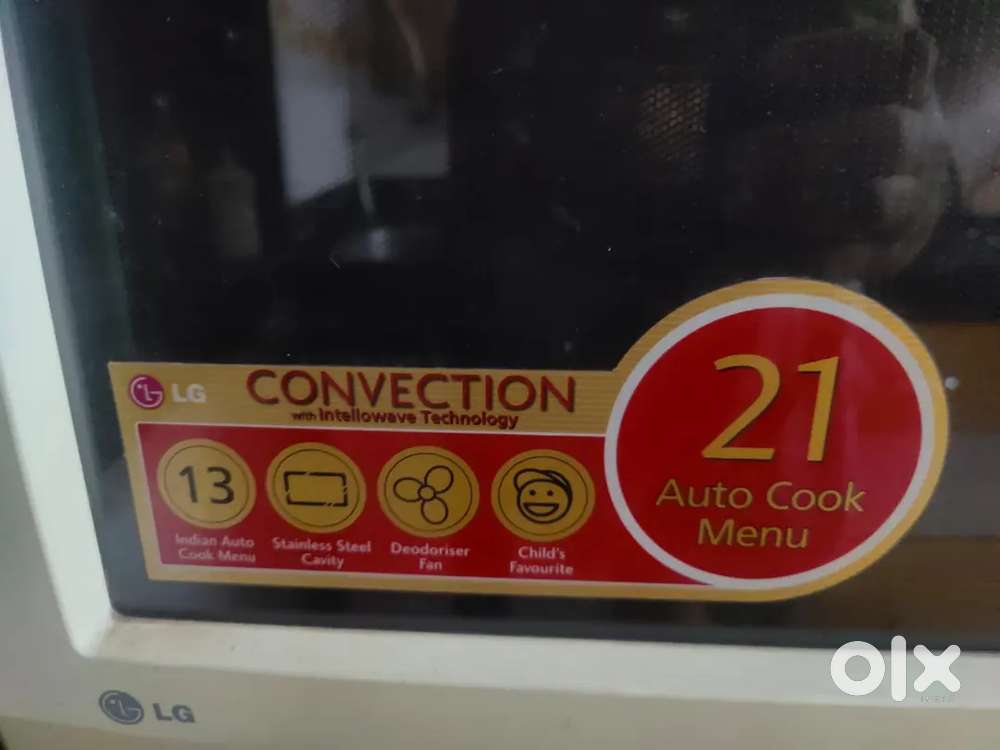 LG
CONVECTION
with Intellowave Technology
13
Indian Auto
Cook Menu
Stainless Steel
Cavity
Deodoriser
Fan
Child's
Favourite
21
Auto Cook
Menu
LG
olx